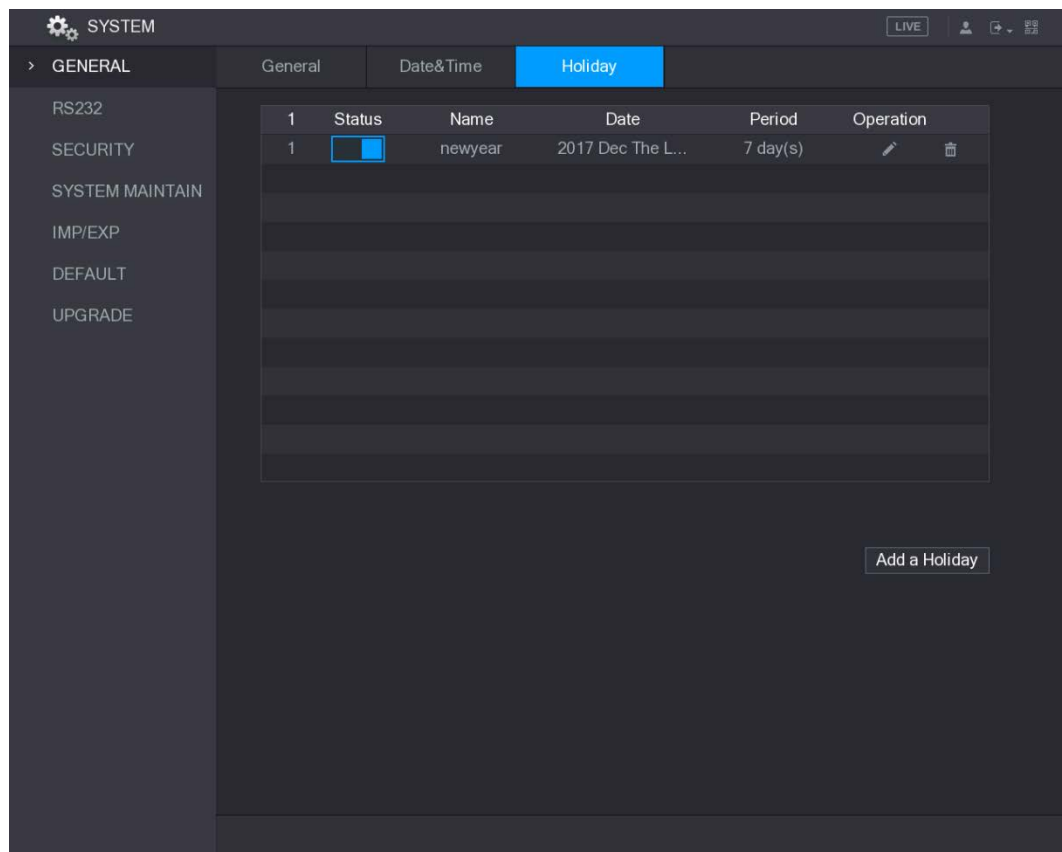 SYSTEM LIVE
GENERAL
General Date&Time Holiday
RS232
SECURITY
SYSTEM MAINTAIN
IMP/EXP
DEFAULT
UPGRADE
1 Status Name Date Period Operation
1 newyear 2017 Dec The L... 7 day(s)
Add a Holiday